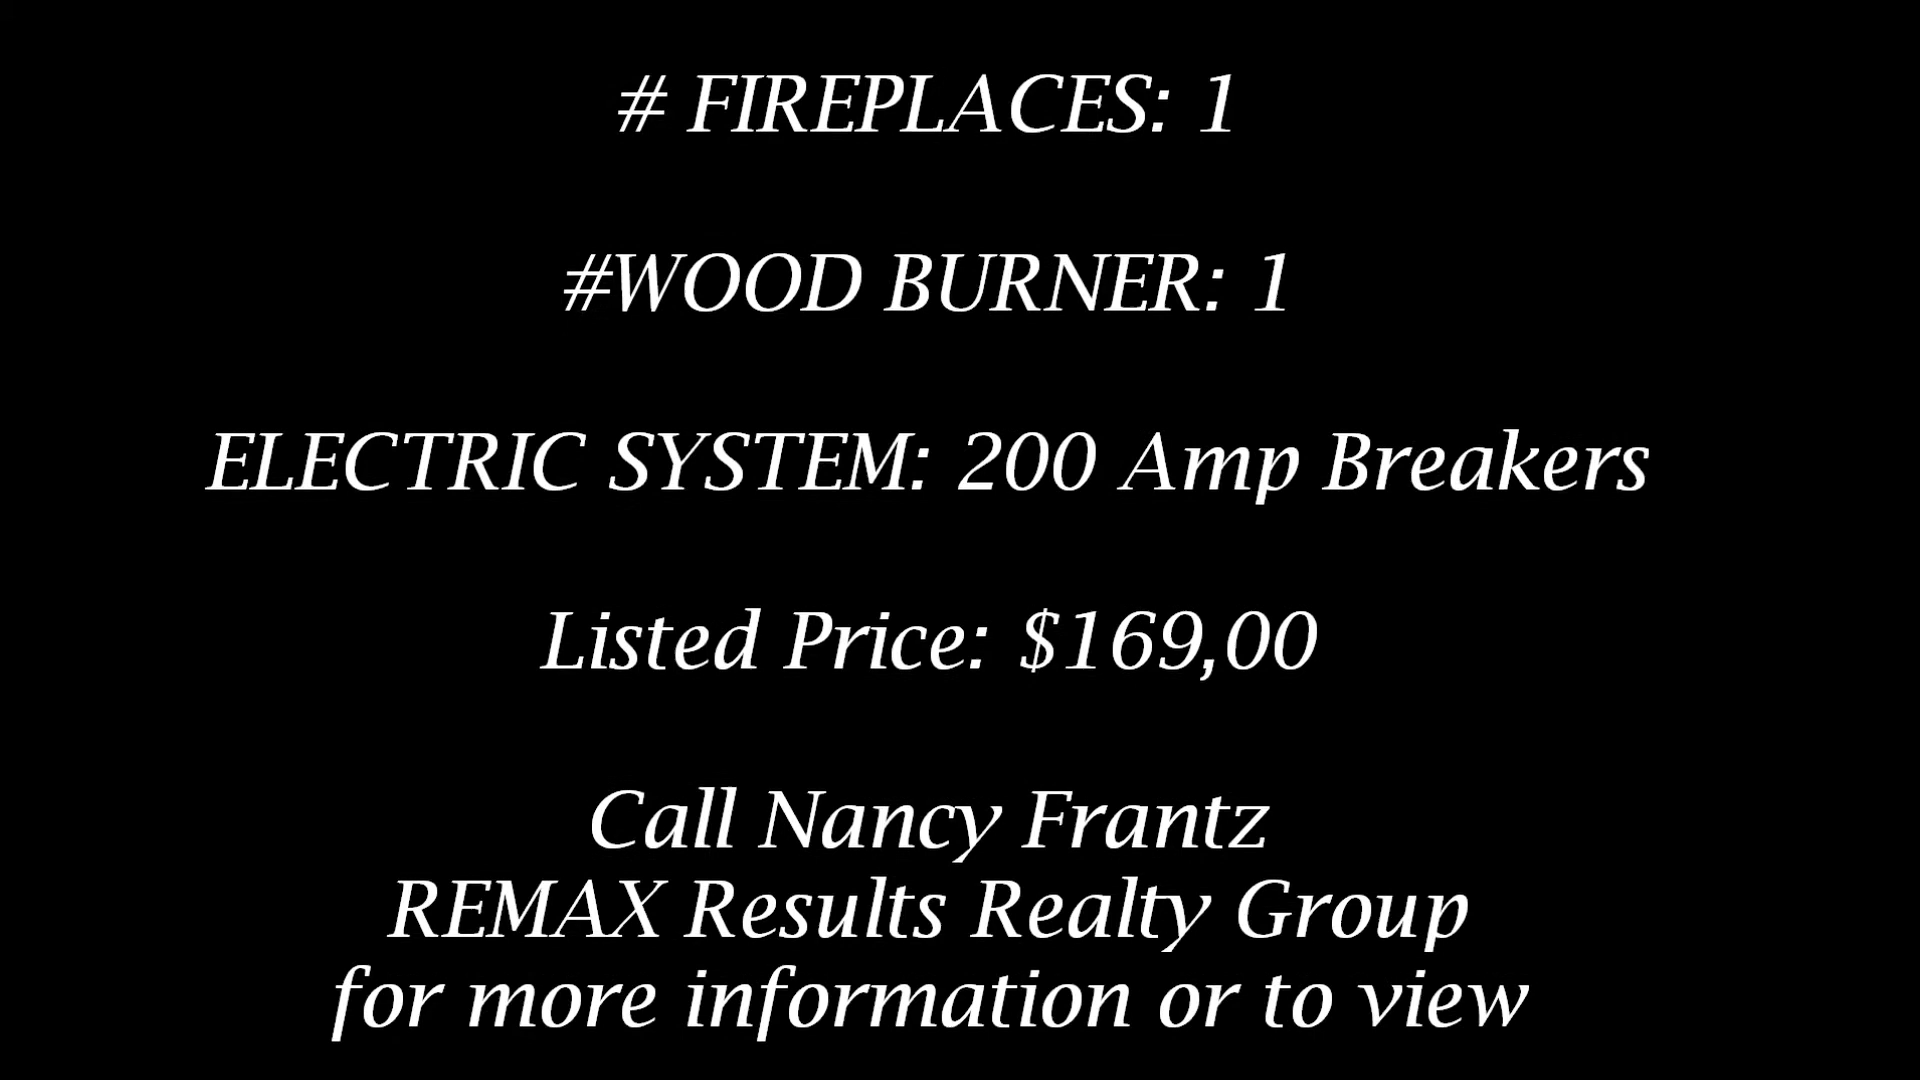 # FIREPLACES: 1
#WOOD BURNER: 1
ELECTRIC SYSTEM: 200 Amp Breakers
Listed Price: $169,00
Call Nancy Frantz
REMAX Results Realty Group
for more information or to view